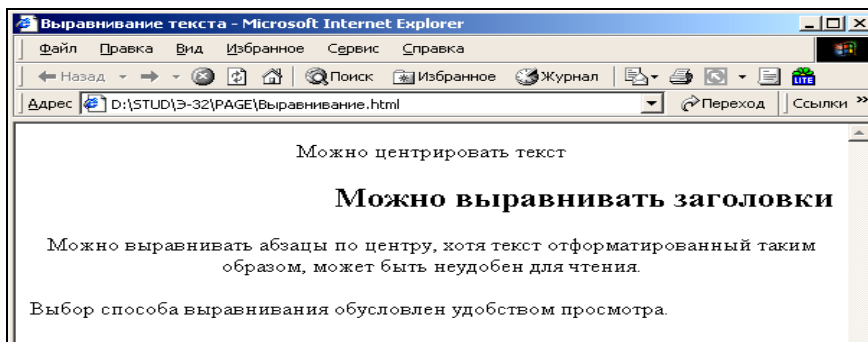 Выравнивание текста - Microsoft Internet Explorer
Файл Правка Вид Избранное Сервис Справка
Назад Поиск Избранное Журнал LITE
Адрес D:\STUD\Э-32\PAGE\Выравнивание.html Переход Ссылки »
Можно центрировать текст
Можно выравнивать заголовки
Можно выравнивать абзацы по центру, хотя текст отформатированный таким
образом, может быть неудобен для чтения.
Выбор способа выравнивания обусловлен удобством просмотра.